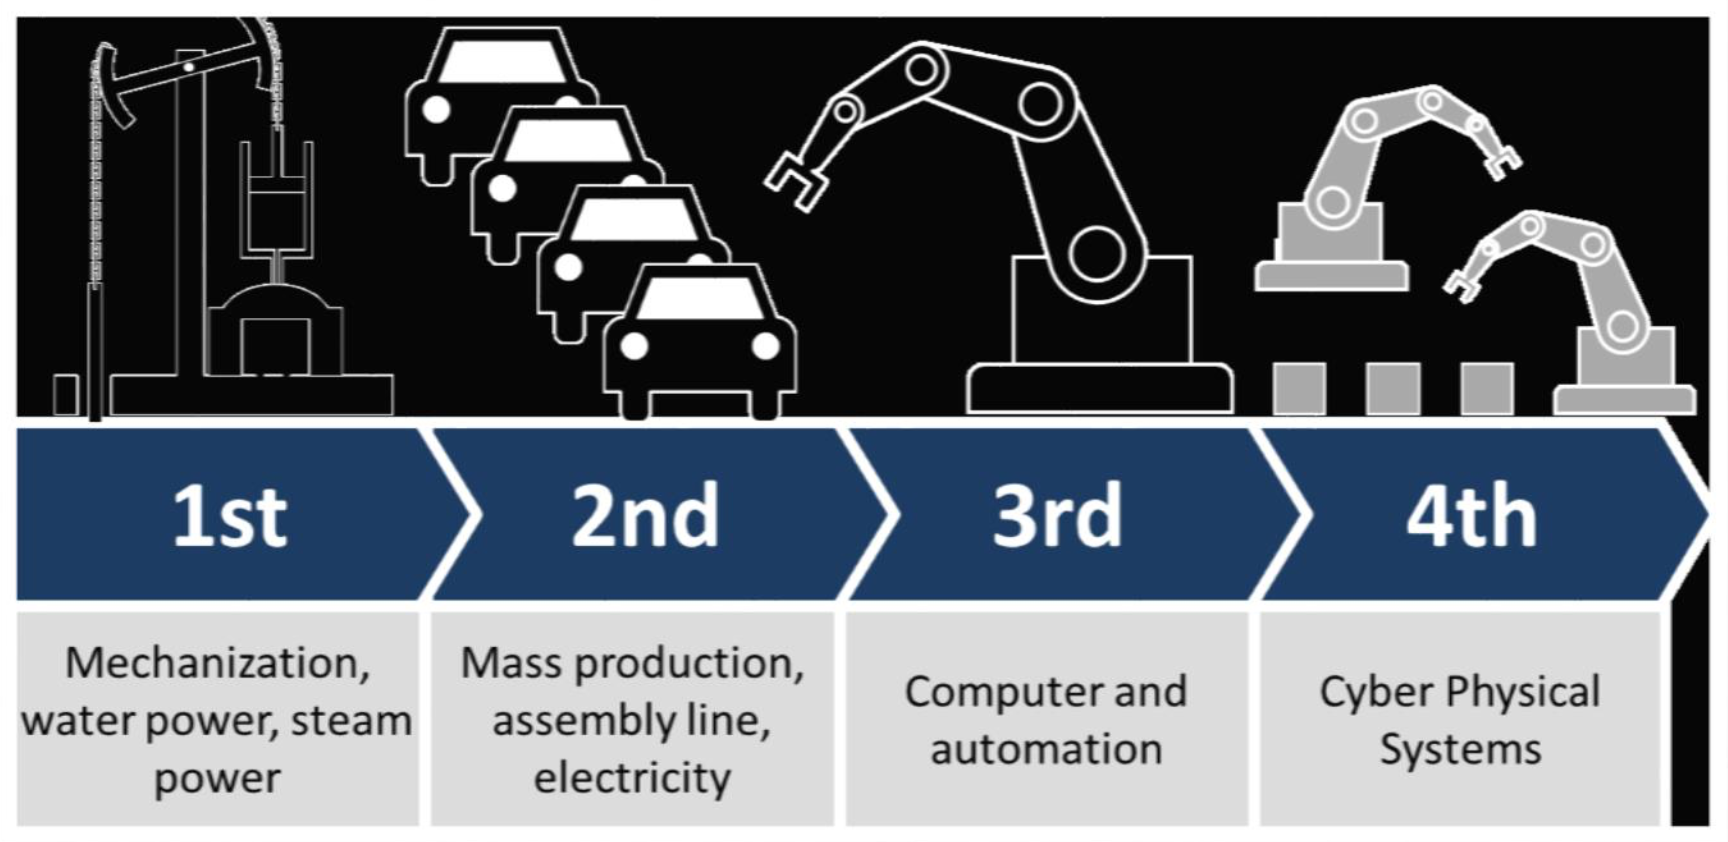 1st
2nd
3rd
4th
Mechanization,
water power, steam
power
Mass production,
assembly line,
electricity
Computer and
automation
Cyber Physical
Systems